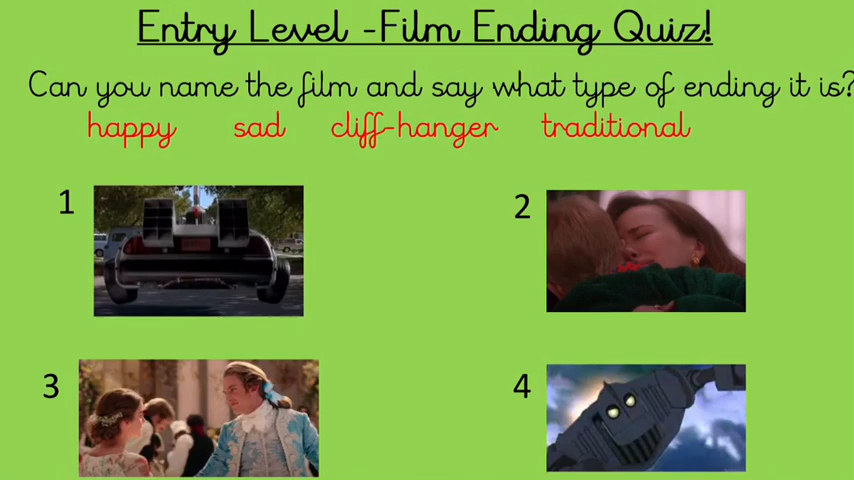 Entry Level -Film Ending Quiz!
Can you name the film and say what type of ending it is?
happy sad cliff-hanger traditional
1
2
3
4